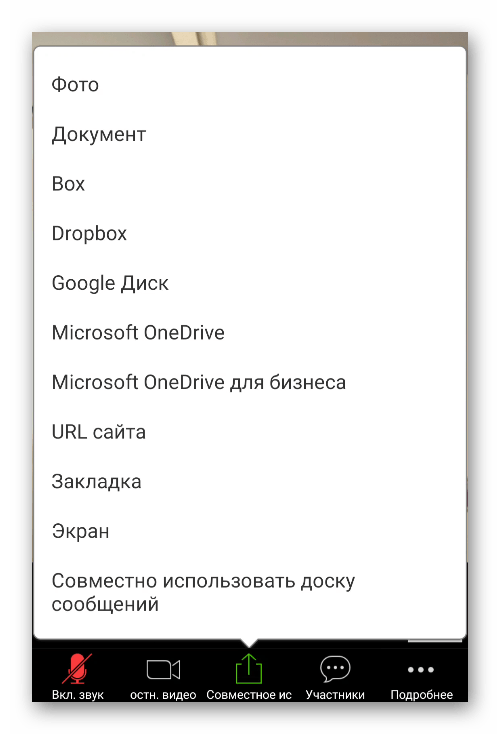 Фото
Документ
Box
Dropbox
Google Диск
Microsoft OneDrive
Microsoft OneDrive для бизнеса
URL сайта
Закладка
Экран
Совместно использовать доску
сообщений
Вкл. звук
остн. видео
Совместное ис
Участники
Подробнее